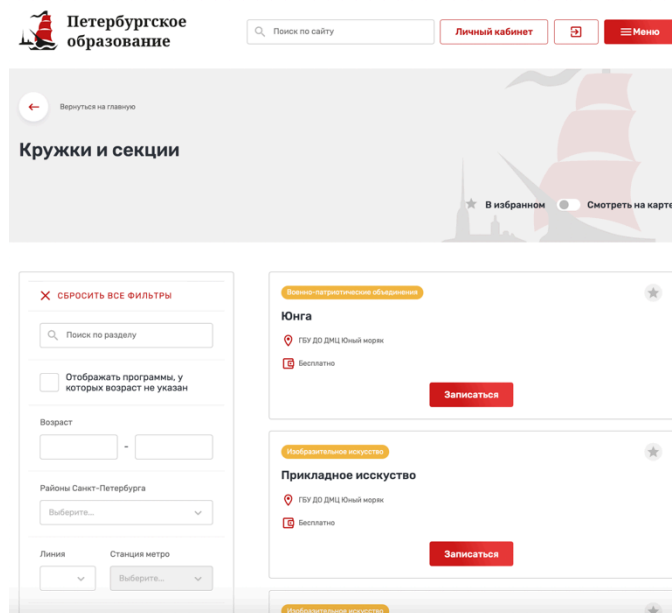 Петербургское
образование
Поиск по сайту
Личный кабинет
Меню
Вернуться на главную
Кружки и секции
В избранном
Смотреть на карте
СБРОСИТЬ ВСЕ ФИЛЬТРЫ
Поиск по разделу
Отображать программы, у
которых возраст не указан
Возраст
-
Районы Санкт-Петербурга
Выберите...
Линия
Станция метро
Выберите...
Военно-патриотические объединения
Юнга
ГБУ ДО ДМЦ Юный моряк
Бесплатно
Записаться
Изобразительное искусство
Прикладное исскуство
ГБУ ДО ДМЦ Юный моряк
Бесплатно
Записаться
Изобразительное искусство